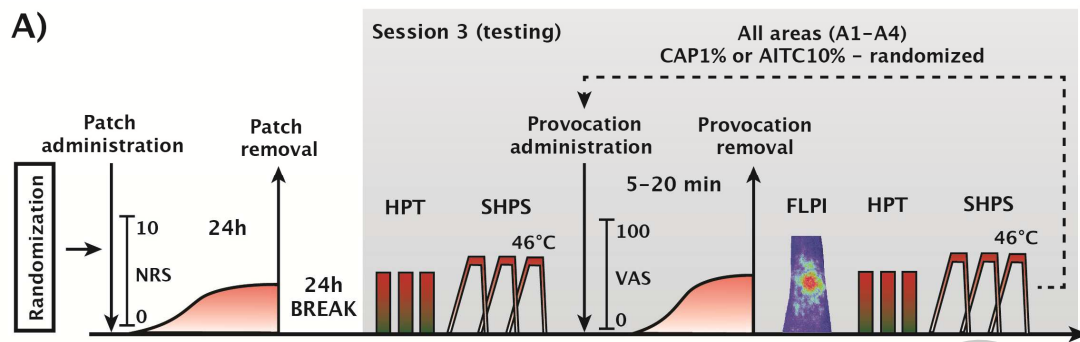 A)
Session 3 (testing)
All areas (A1–A4)
CAP1% or AITC10% – randomized
Patch
administration
Patch
removal
Provocation
administration
Provocation
removal
Randomization
10
NRS
0
24h
24h
BREAK
HPT
SHPS
46°C
5–20 min
100
VAS
0
FLPI
HPT
SHPS
46°C